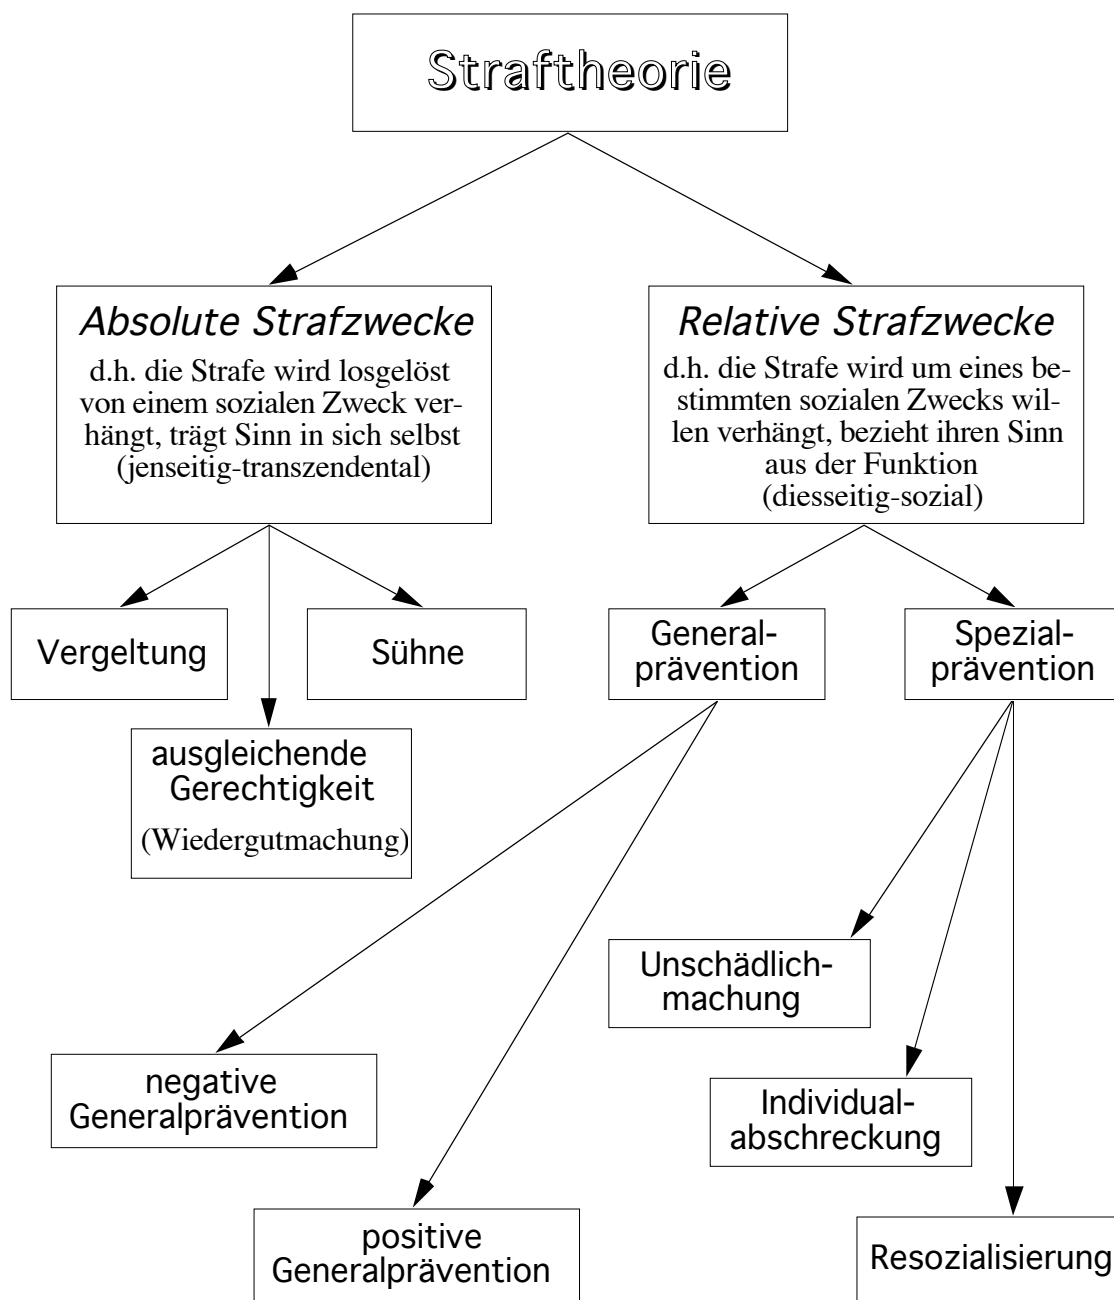 Straftheorie
Absolute Strafzwecke
d.h. die Strafe wird losgelöst
von einem sozialen Zweck ver-
hängt, trägt Sinn in sich selbst
(jenseitig-transzendental)
Relative Strafzwecke
d.h. die Strafe wird um eines be-
stimmten sozialen Zwecks wil-
len verhängt, bezieht ihren Sinn
aus der Funktion
(diesseitig-sozial)
Vergeltung
Sühne
ausgleichende
Gerechtigkeit
(Wiedergutmachung)
General-
prävention
Spezial-
prävention
Unschädlich-
machung
negative
Generalprävention
Individual-
abschreckung
positive
Generalprävention
Resozialisierung